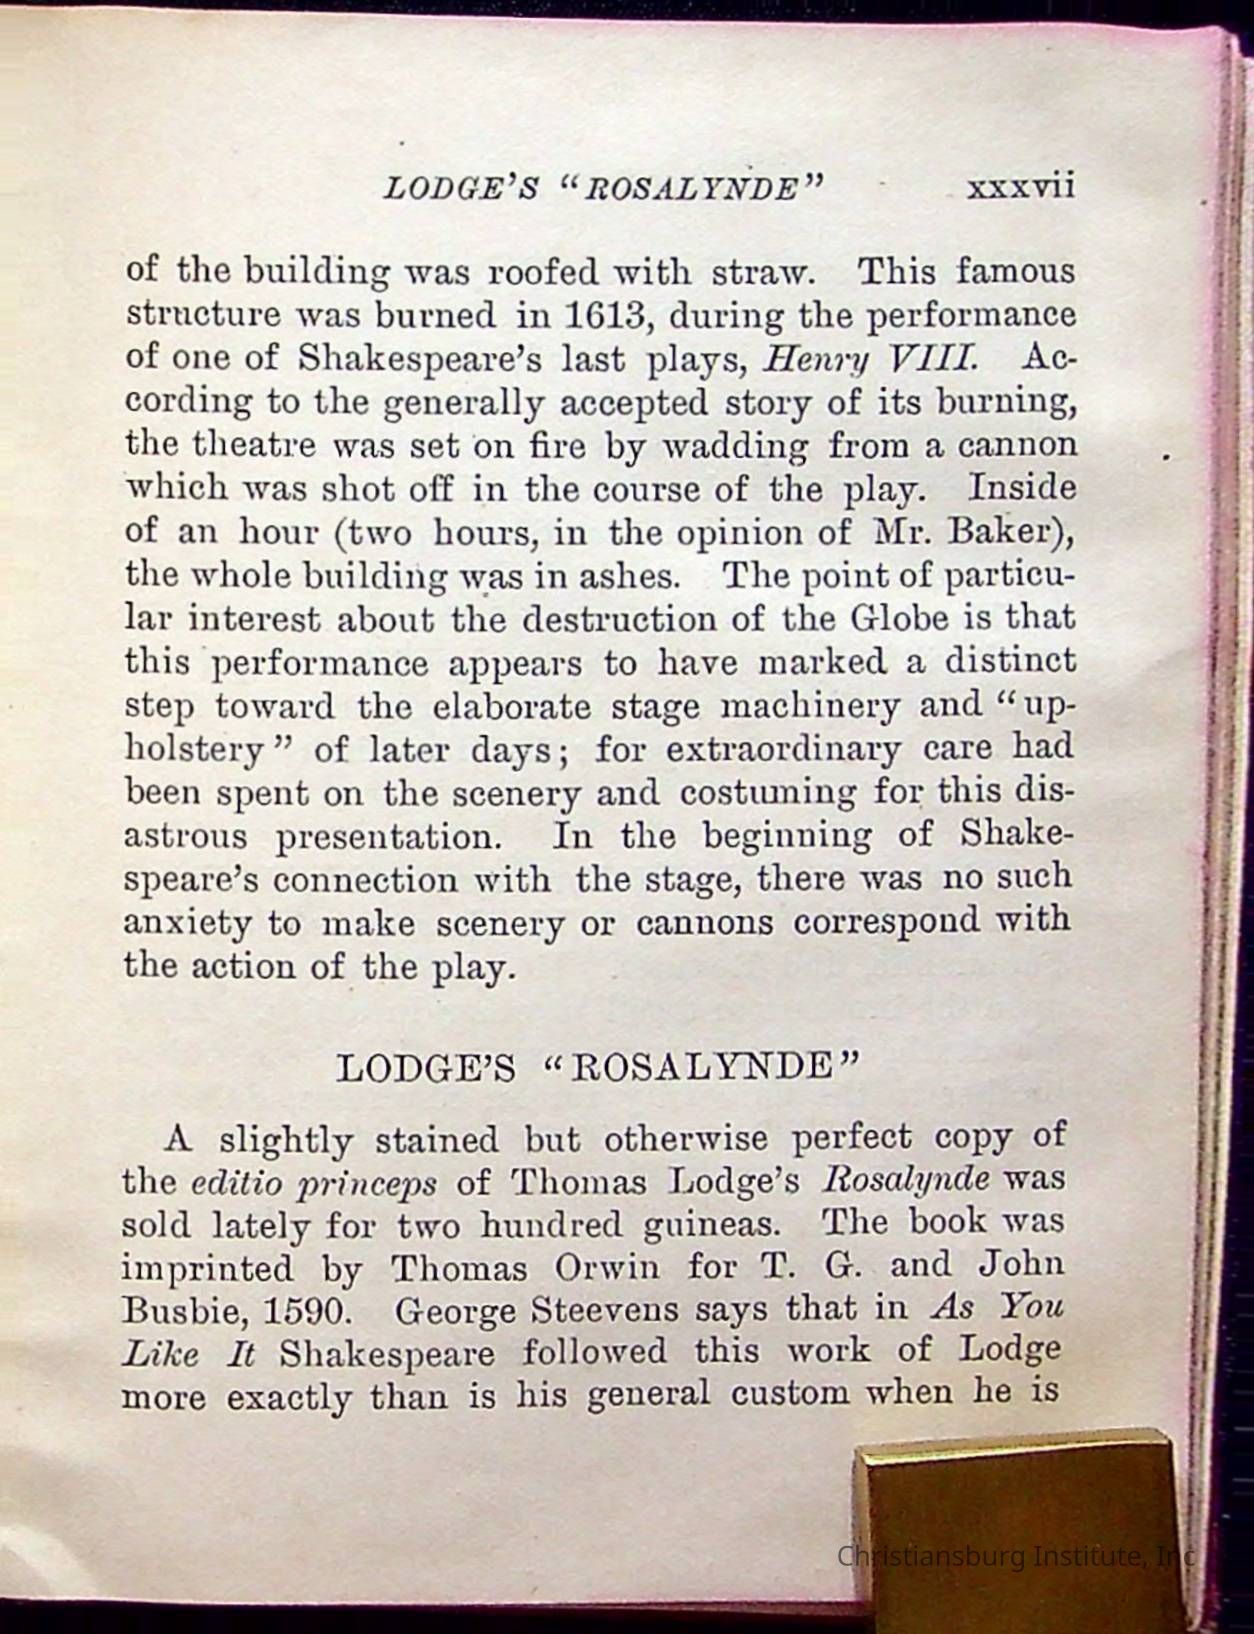 LODGE'S “ROSALYNDE” xxxvii
of the building was roofed with straw. This famous
structure was burned in 1613, during the performance
of one of Shakespeare's last plays, Henry VIII. Ac-
cording to the generally accepted story of its burning,
the theatre was set on fire by wadding from a cannon
which was shot off in the course of the play. Inside
of an hour (two hours, in the opinion of Mr. Baker),
the whole building was in ashes. The point of particu-
lar interest about the destruction of the Globe is that
this performance appears to have marked a distinct
step toward the elaborate stage machinery and “up-
holstery” of later days; for extraordinary care had
been spent on the scenery and costuming for this dis-
astrous presentation. In the beginning of Shake-
speare's connection with the stage, there was no such
anxiety to make scenery or cannons correspond with
the action of the play.
LODGE'S “ROSALYNDE”
A slightly stained but otherwise perfect copy of
the editio princeps of Thomas Lodge's Rosalynde was
sold lately for two hundred guineas. The book was
imprinted by Thomas Orwin for T. G. and John
Busbie, 1590. George Steevens says that in As You
Like It Shakespeare followed this work of Lodge
more exactly than is his general custom when he is
Christiansburg Institute, Inc